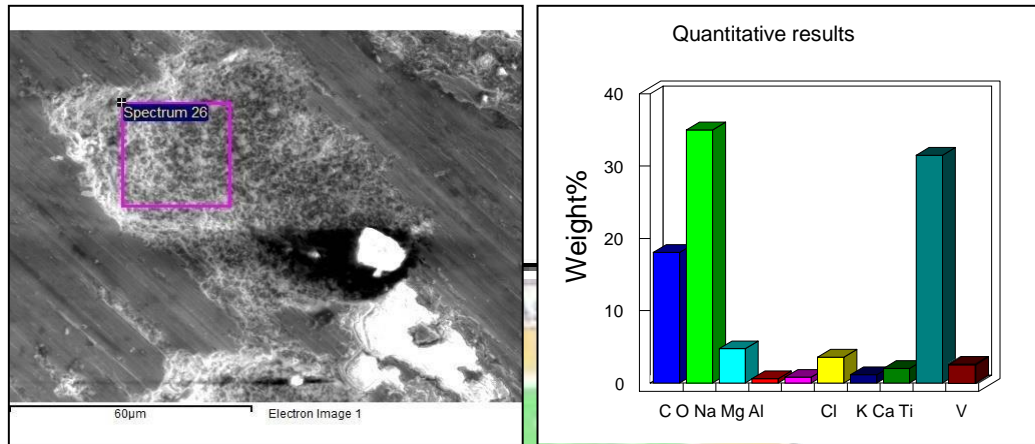 Spectrum 26
60µm
Electron Image 1
Quantitative results
Weight%
40
30
20
10
0
C O Na Mg Al Cl K Ca Ti V